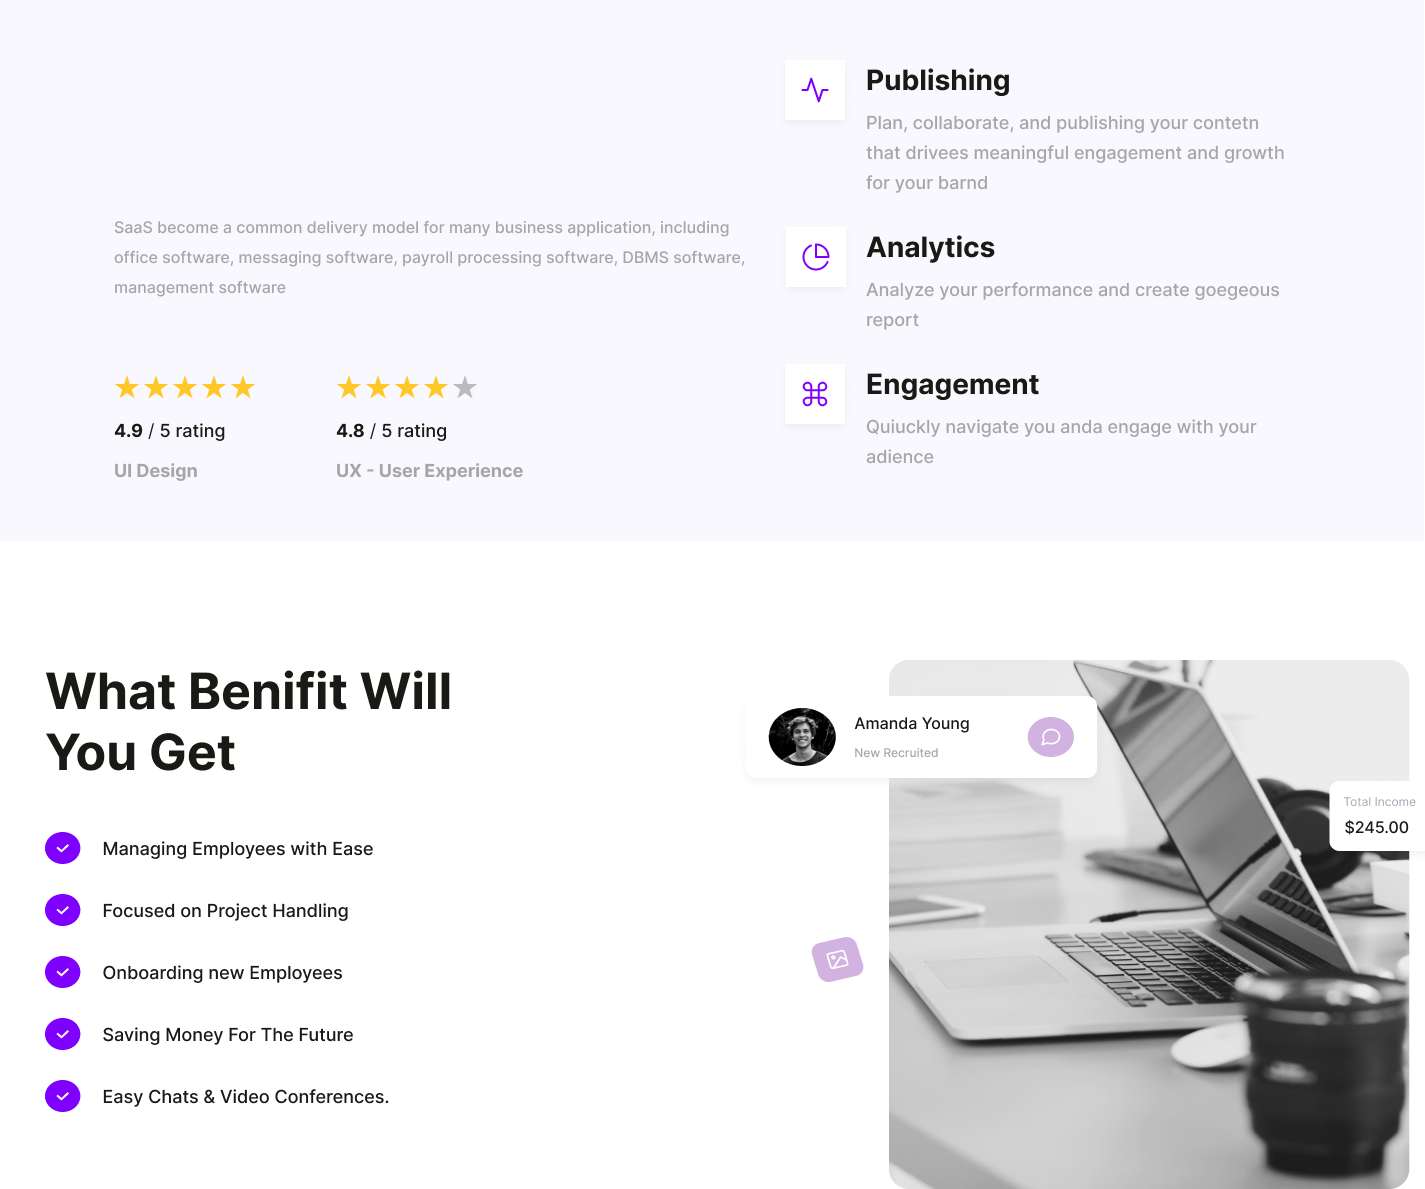 SaaS become a common delivery model for many business application, including
office software, messaging software, payroll processing software, DBMS software,
management software
4.9 / 5 rating
UI Design
4.8 / 5 rating
UX - User Experience
Publishing
Plan, collaborate, and publishing your contetn
that drivees meaningful engagement and growth
for your barnd
Analytics
Analyze your performance and create goegeous
report
Engagement
Quiuckly navigate you anda engage with your
adience
What Benifit Will
You Get
Managing Employees with Ease
Focused on Project Handling
Onboarding new Employees
Saving Money For The Future
Easy Chats & Video Conferences.
Amanda Young
New Recruited
Total Income
$245.00